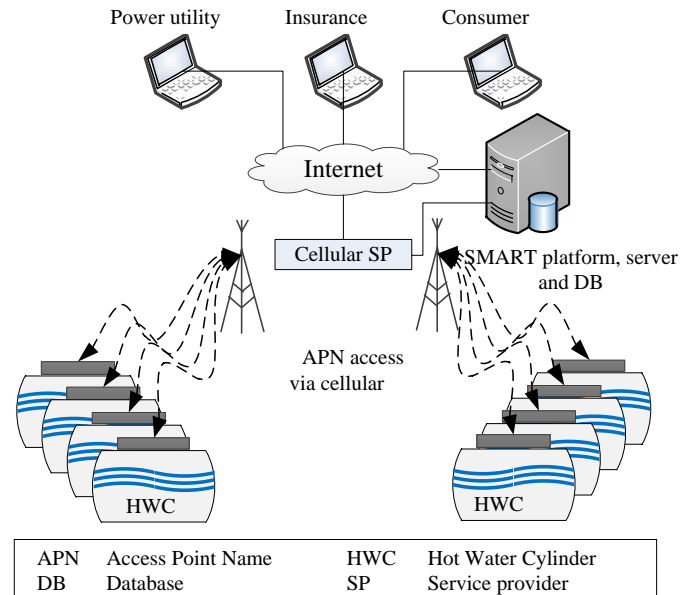 Power utility Insurance Consumer
Internet
Cellular SP
SMART platform, server
and DB
APN access
via cellular
HWC HWC
APN Access Point Name HWC Hot Water Cylinder
DB Database SP Service provider